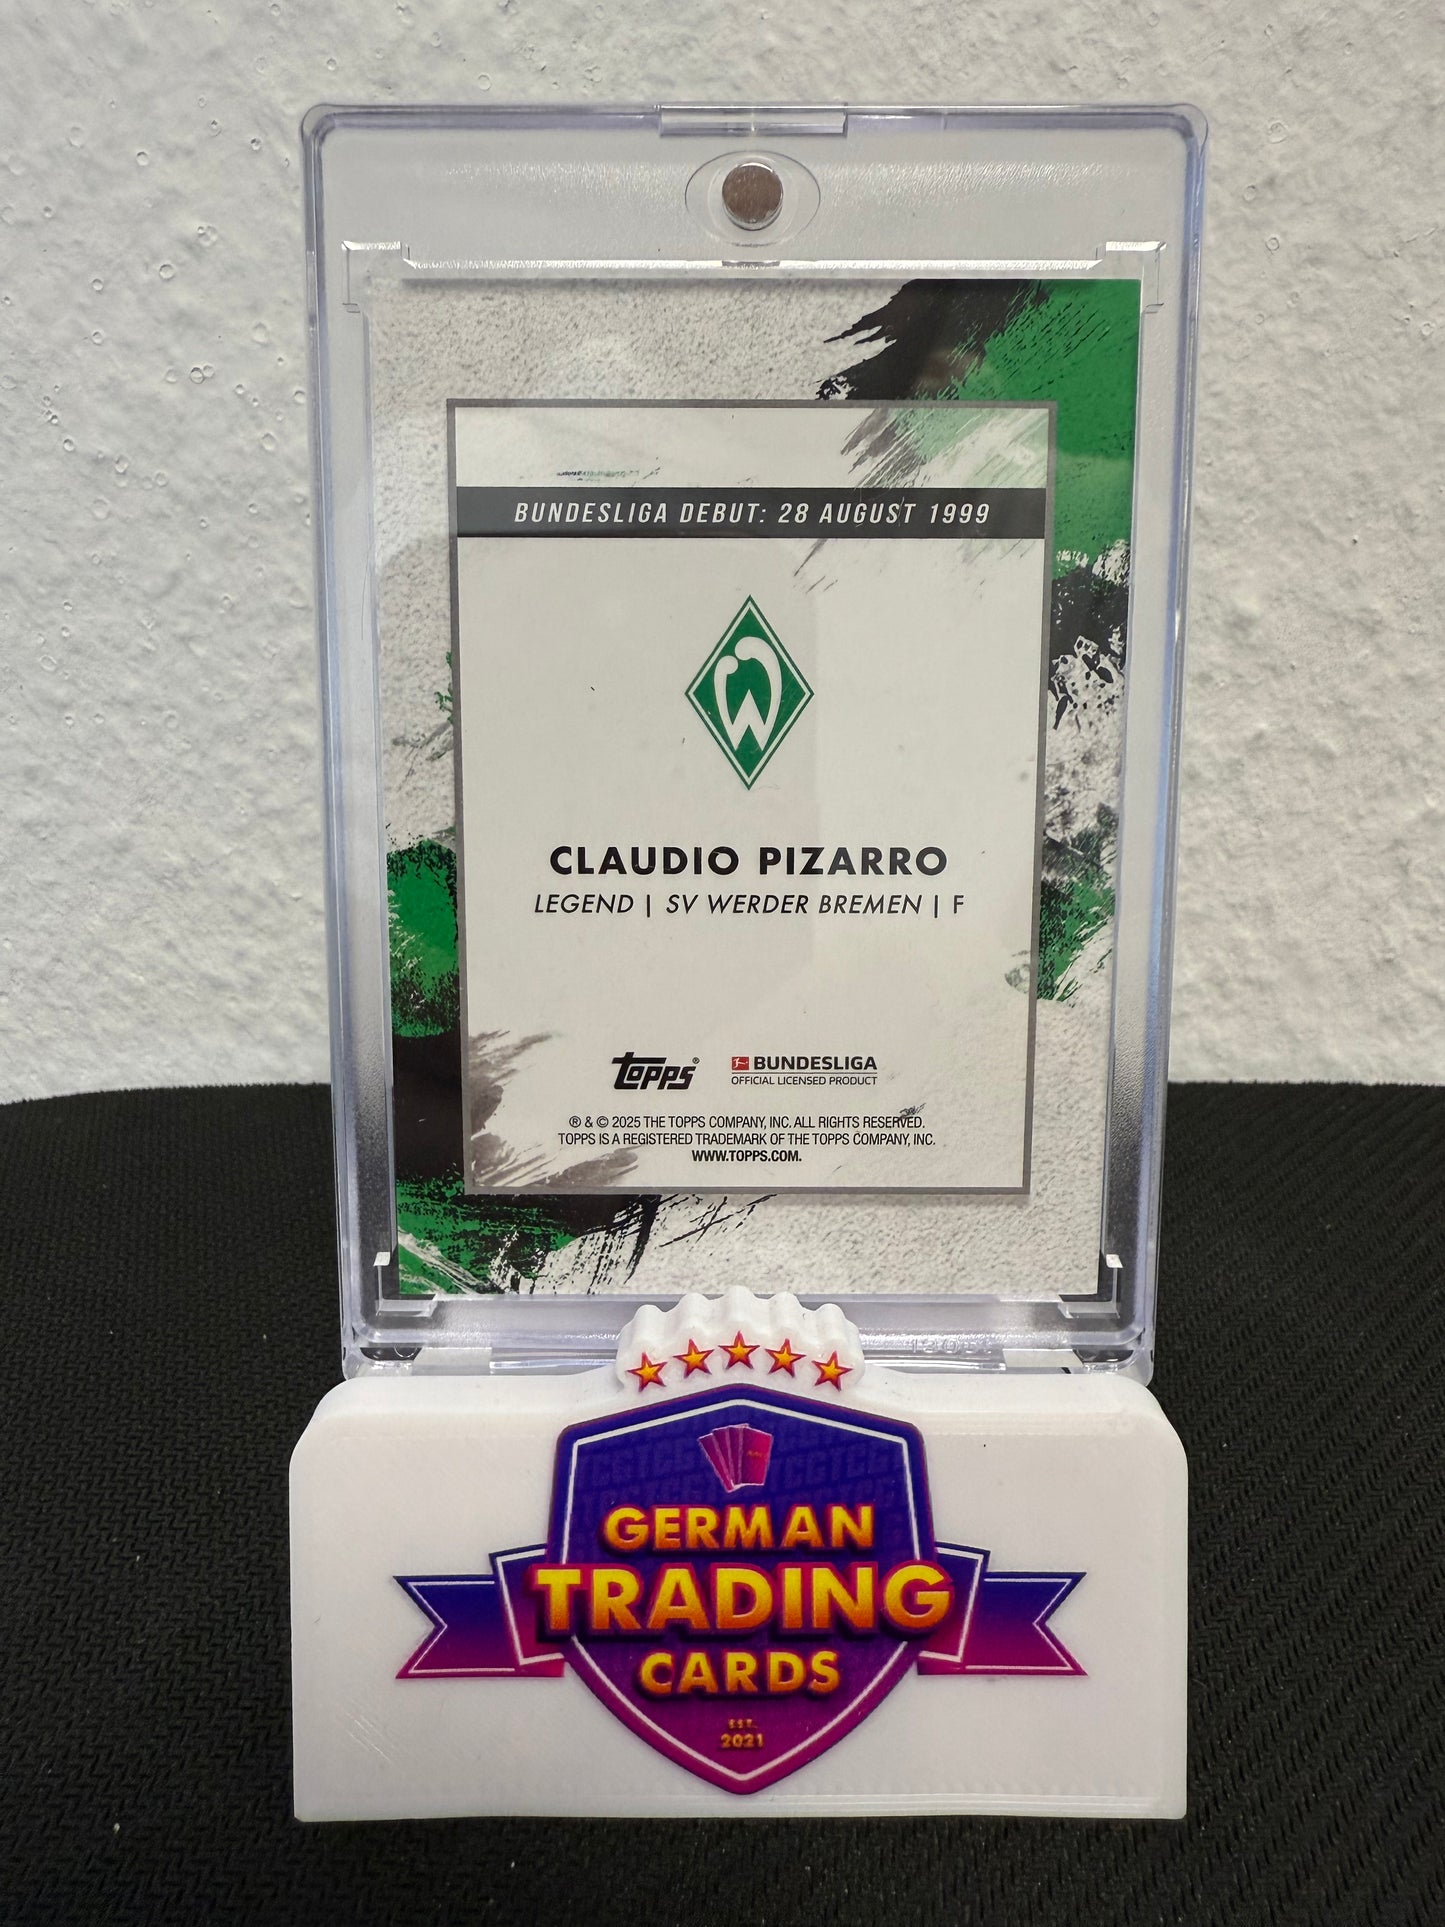 BUNDESLIGA DEBUT: 28 AUGUST 1999
W
CLAUDIO PIZARRO
LEGEND | SV WERDER BREMEN | F
Topps®
BUNDESLIGA
OFFICIAL LICENSED PRODUCT
® & © 2025 THE TOPPS COMPANY, INC. ALL RIGHTS RESERVED.
TOPPS IS A REGISTERED TRADEMARK OF THE TOPPS COMPANY, INC.
WWW.TOPPS.COM.
GERMAN
TRADING
CARDS
EST.
2021